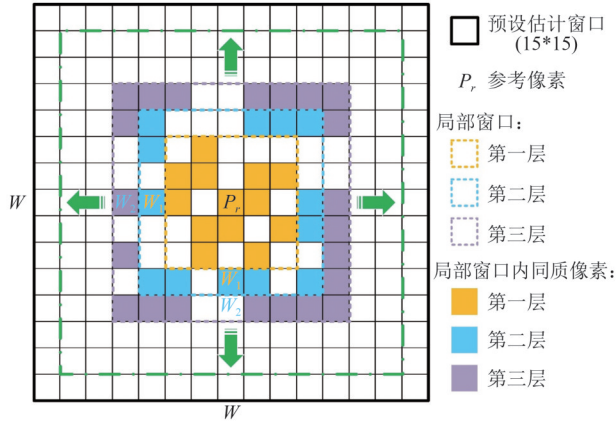 预设估计窗口
(15*15)
Pr 参考像素
局部窗口:
第一层
第二层
第三层
局部窗口内同质像素:
第一层
第二层
第三层
W
W2 W1 Pr
W1
W2
W